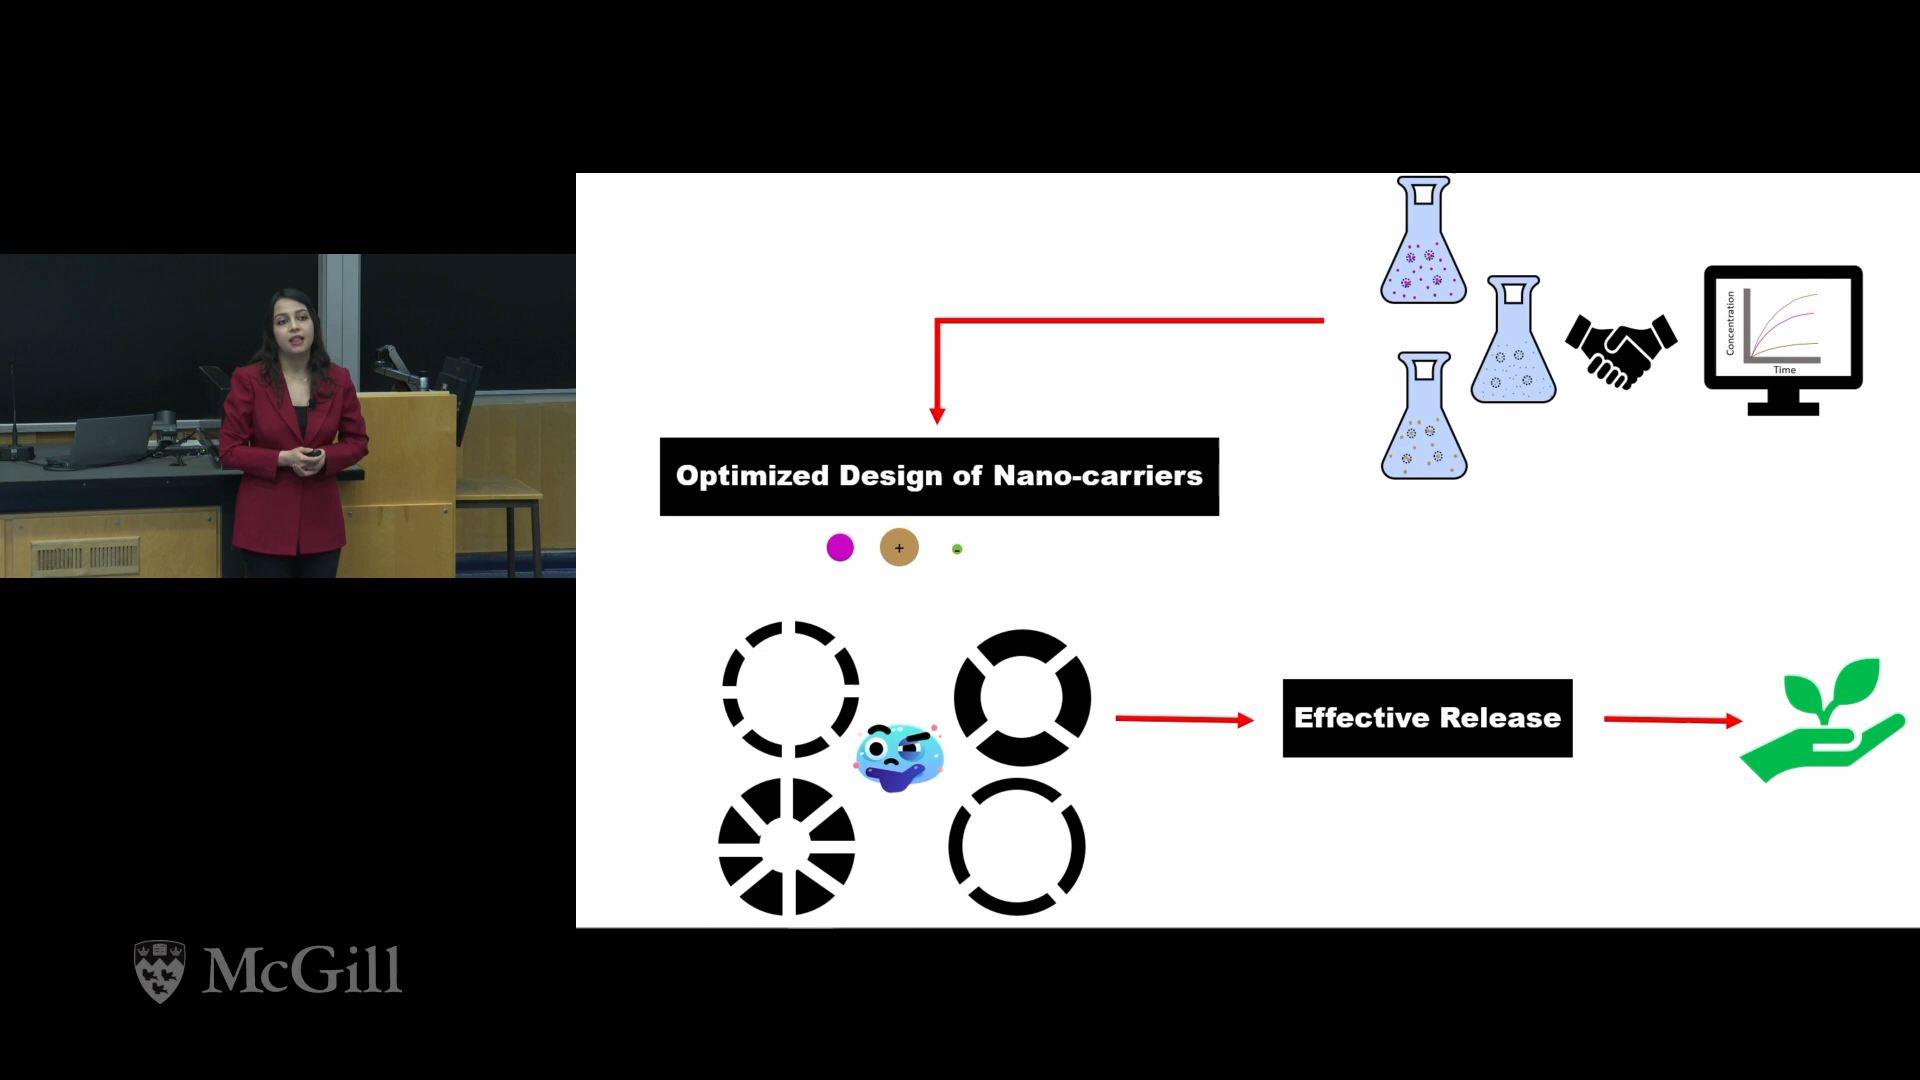 Concentration
Time
Optimized Design of Nano-carriers
+
-
Effective Release
McGill